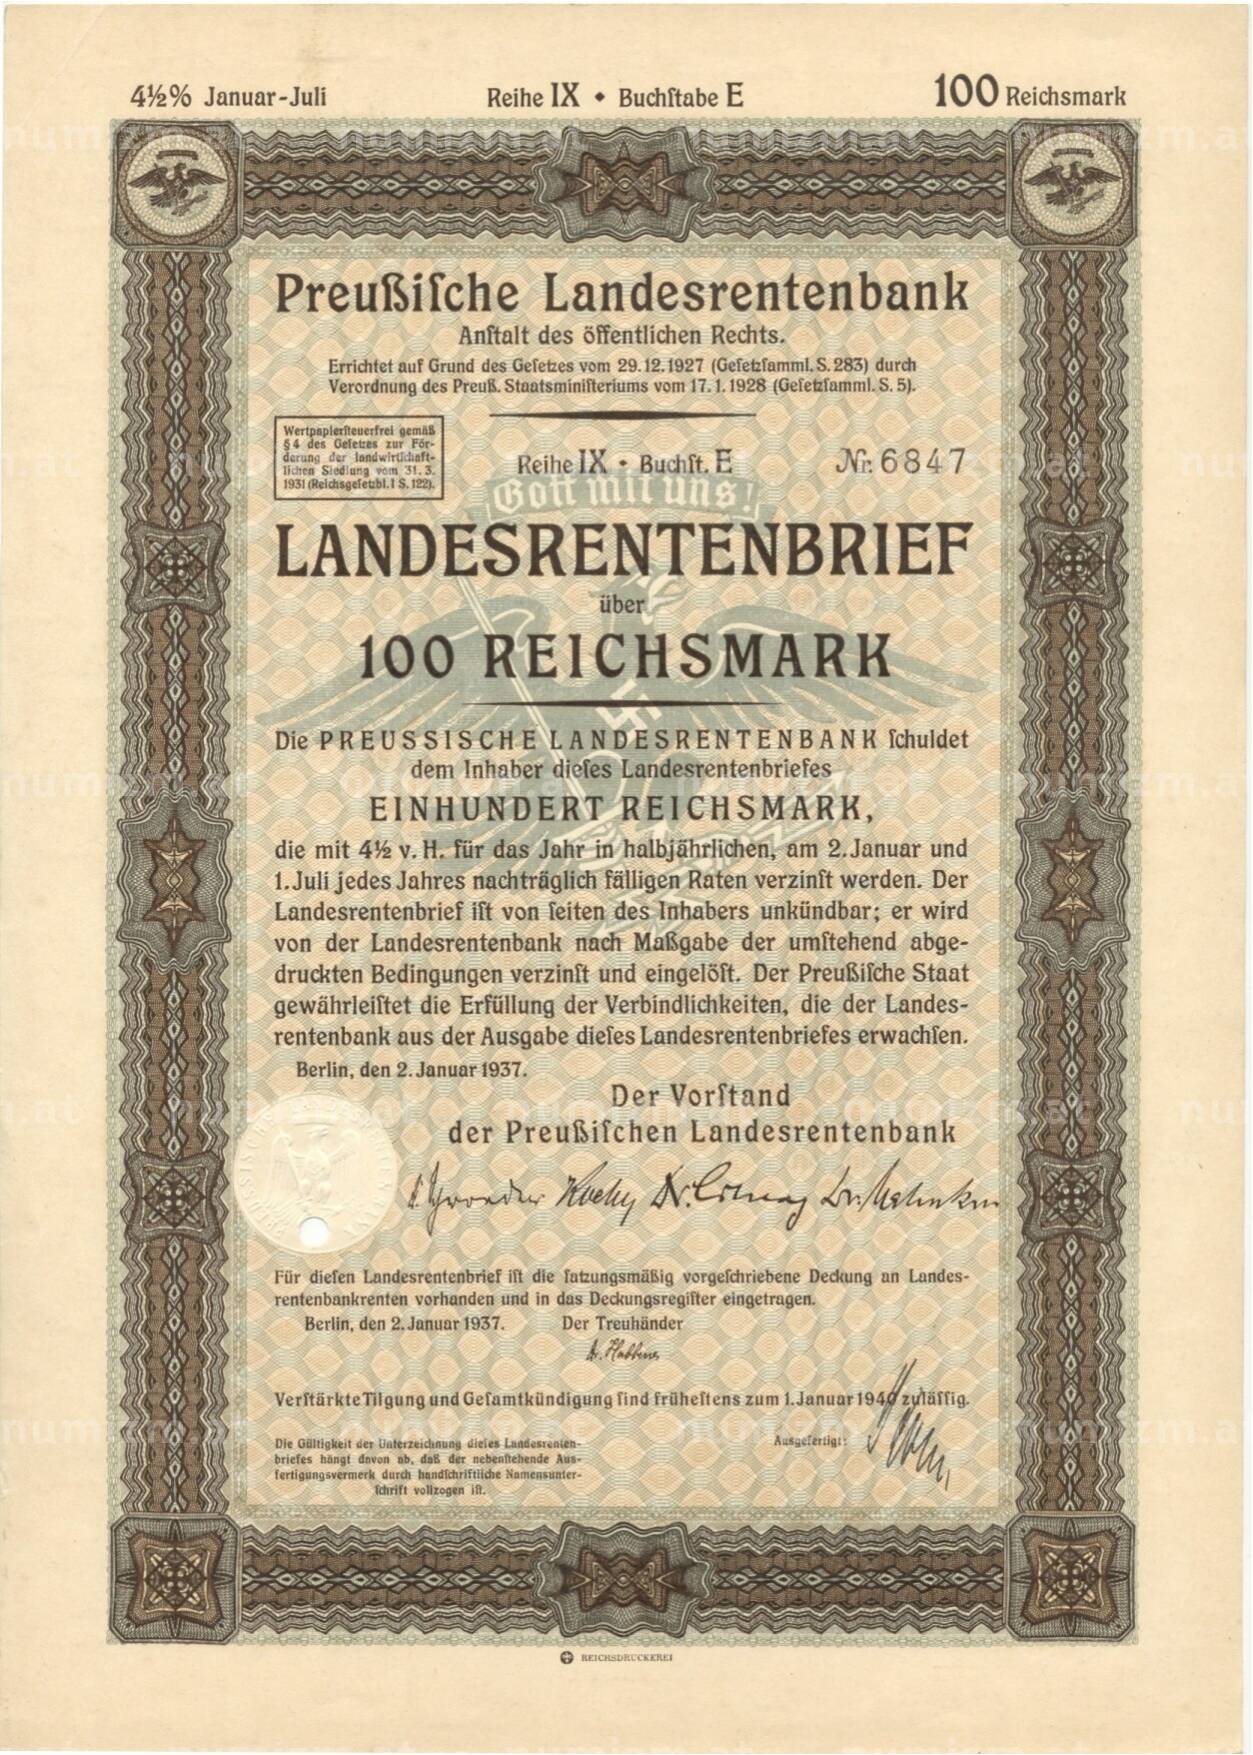 4½% Januar-Juli
Reihe IX • Buchſtabe E
100 Reichsmark
Preußiſche Landesrentenbank
Anſtalt des öffentlichen Rechts.
Errichtet auf Grund des Geſetzes vom 29.12.1927 (Geſetzſamml. S. 283) durch
Verordnung des Preuß. Staatsminiſteriums vom 17.1.1928 (Geſetzſamml. S. 5).
Wertpapierſteuerfrei gemäß
§ 4 des Geſetzes zur För-
derung der landwirtſchaft-
lichen Siedlung vom 31. 3.
1931 (Reichsgeſetzbl. I S. 122).
Reihe IX • Buchſt. E
Nr. 6847
Gott mit uns!
LANDESRENTENBRIEF
über
100 REICHSMARK
Die PREUSSISCHE LANDESRENTENBANK ſchuldet
dem Inhaber dieſes Landesrentenbriefes
EINHUNDERT REICHSMARK,
die mit 4½ v. H. für das Jahr in halbjährlichen, am 2. Januar und
1. Juli jedes Jahres nachträglich fälligen Raten verzinſt werden. Der
Landesrentenbrief iſt von ſeiten des Inhabers unkündbar; er wird
von der Landesrentenbank nach Maßgabe der umſtehend abge-
druckten Bedingungen verzinſt und eingelöſt. Der Preußiſche Staat
gewährleiſtet die Erfüllung der Verbindlichkeiten, die der Landes-
rentenbank aus der Ausgabe dieſes Landesrentenbriefes erwachſen.
Berlin, den 2. Januar 1937.
Der Vorſtand
der Preußiſchen Landesrentenbank
Für dieſen Landesrentenbrief iſt die ſatzungsmäßig vorgeſchriebene Deckung an Landes-
rentenbankrenten vorhanden und in das Deckungsregiſter eingetragen.
Berlin, den 2. Januar 1937. Der Treuhänder
Verſtärkte Tilgung und Geſamtkündigung ſind früheſtens zum 1. Januar 1940 zuläſſig.
Die Gültigkeit der Unterzeichnung dieſes Landesrenten-
briefes hängt davon ab, daß der nebenſtehende Aus-
fertigungsvermerk durch handſchriftliche Namensunter-
ſchrift vollzogen iſt.
Ausgefertigt:
REICHSDRUCKEREI
numizm.at